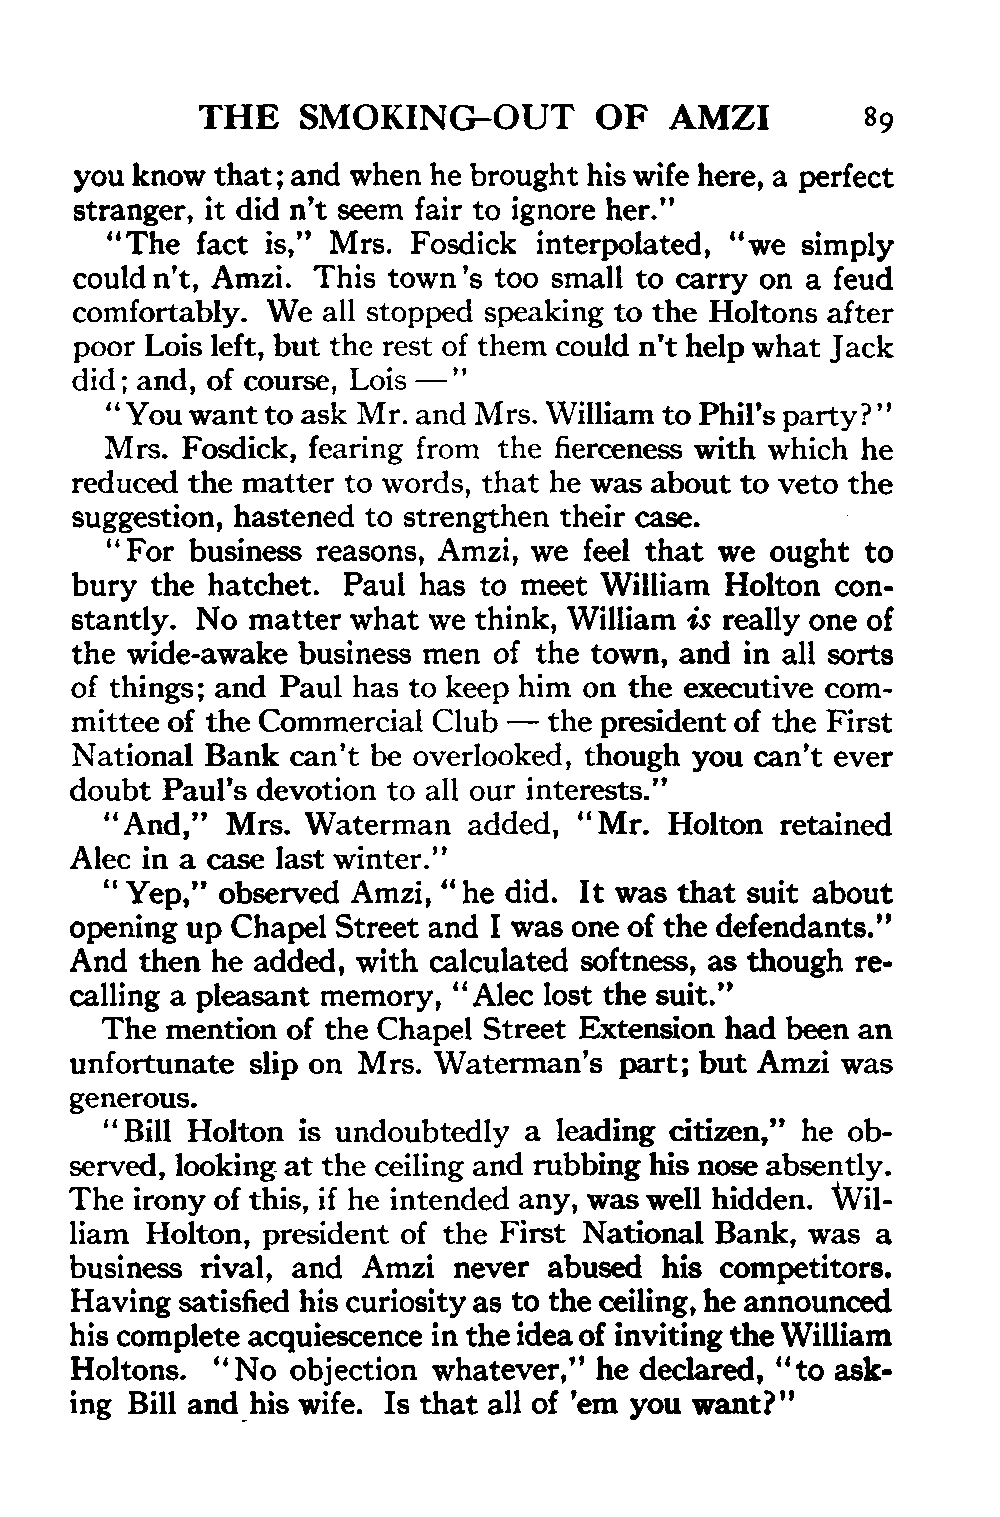 THE SMOKING-OUT OF AMZI 89
you know that; and when he brought his wife here, a perfect
stranger, it did n't seem fair to ignore her."
"The fact is," Mrs. Fosdick interpolated, "we simply
could n't, Amzi. This town 's too small to carry on a feud
comfortably. We all stopped speaking to the Holtons after
poor Lois left, but the rest of them could n't help what Jack
did; and, of course, Lois —"
"You want to ask Mr. and Mrs. William to Phil's party?"
Mrs. Fosdick, fearing from the fierceness with which he
reduced the matter to words, that he was about to veto the
suggestion, hastened to strengthen their case.
"For business reasons, Amzi, we feel that we ought to
bury the hatchet. Paul has to meet William Holton con-
stantly. No matter what we think, William is really one of
the wide-awake business men of the town, and in all sorts
of things; and Paul has to keep him on the executive com-
mittee of the Commercial Club — the president of the First
National Bank can't be overlooked, though you can't ever
doubt Paul's devotion to all our interests."
"And," Mrs. Waterman added, "Mr. Holton retained
Alec in a case last winter."
"Yep," observed Amzi, "he did. It was that suit about
opening up Chapel Street and I was one of the defendants."
And then he added, with calculated softness, as though re-
calling a pleasant memory, "Alec lost the suit."
The mention of the Chapel Street Extension had been an
unfortunate slip on Mrs. Waterman's part; but Amzi was
generous.
"Bill Holton is undoubtedly a leading citizen," he ob-
served, looking at the ceiling and rubbing his nose absently.
The irony of this, if he intended any, was well hidden. Wil-
liam Holton, president of the First National Bank, was a
business rival, and Amzi never abused his competitors.
Having satisfied his curiosity as to the ceiling, he announced
his complete acquiescence in the idea of inviting the William
Holtons. "No objection whatever," he declared, "to ask-
ing Bill and his wife. Is that all of 'em you want?"